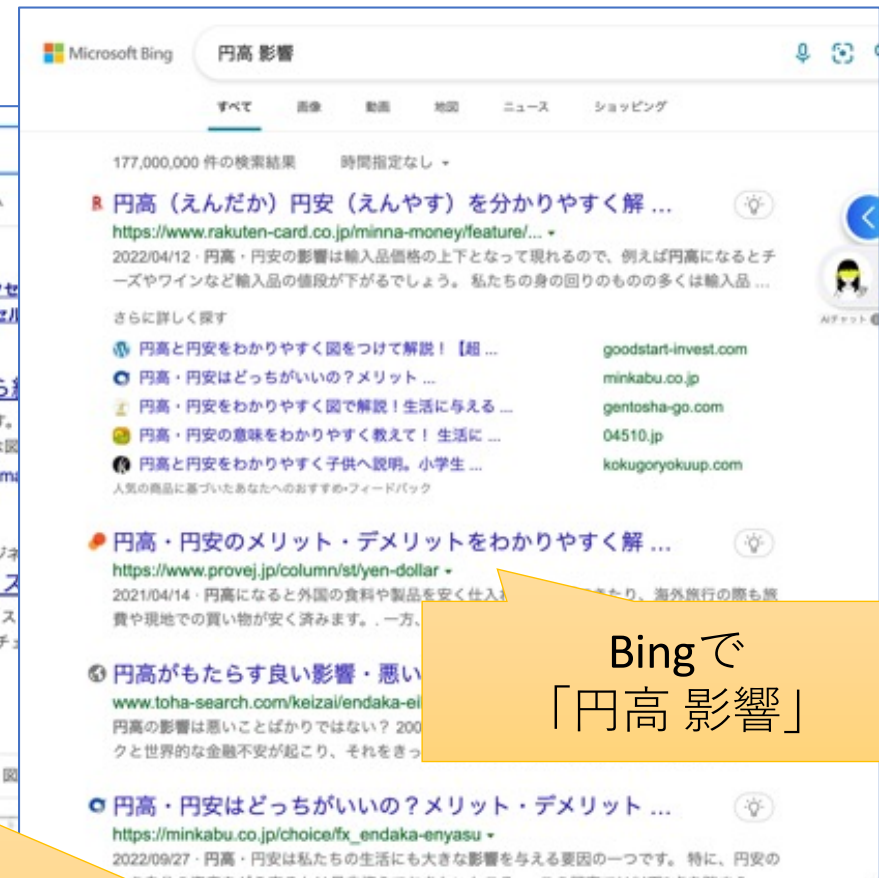 Microsoft Bing
円高 影響
すべて 画像 動画 地図 ニュース ショッピング
177,000,000 件の検索結果 時間指定なし
円高（えんだか）円安（えんやす）を分かりやすく解 ...
https://www.rakuten-card.co.jp/minna-money/feature/...
2022/04/12 · 円高・円安の影響は輸入品価格の上下となって現れるので、例えば円高になるとチ
ーズやワインなど輸入品の値段が下がるでしょう。 私たちの身の回りのものの多くは輸入品 ...
さらに詳しく探す
円高と円安をわかりやすく図をつけて解説！【超 ... goodstart-invest.com
円高・円安はどっちがいいの？メリット ... minkabu.co.jp
円高・円安をわかりやすく図で解説！生活に与える ... gentosha-go.com
円高・円安の意味をわかりやすく教えて！ 生活に ... 04510.jp
円高と円安をわかりやすく子供へ説明。小学生 ... kokugoryokuup.com
人気の商品に基づいたあなたへのおすすめ•フィードバック
AIチャット
円高・円安のメリット・デメリットをわかりやすく解 ...
https://www.provej.jp/column/st/yen-dollar
2021/04/14 · 円高になると外国の食料や製品を安く仕入れ きたり、海外旅行の際も旅
費や現地での買い物が安く済みます。. 一方、
円高がもたらす良い影響・悪い
www.toha-search.com/keizai/endaka-ei
円高の影響は悪いことばかりではない？ 200
クと世界的な金融不安が起こり、それをきっ
Bingで
「円高 影響」
円高・円安はどっちがいいの？メリット・デメリット ...
https://minkabu.co.jp/choice/fx_endaka-enyasu
2022/09/27 · 円高・円安は私たちの生活にも大きな影響を与える要因の一つです。 特に、円安の